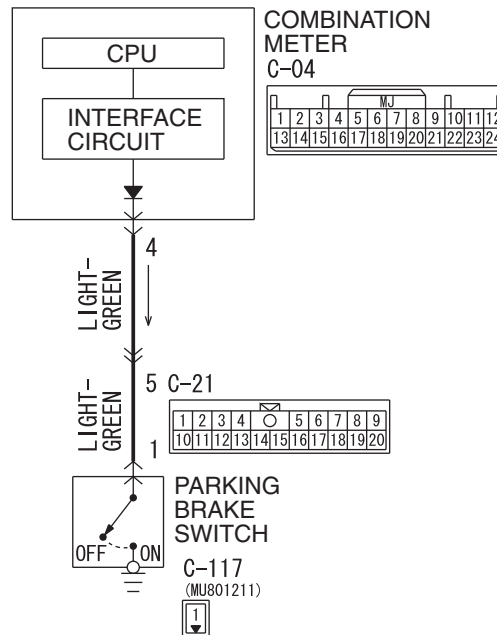 COMBINATION
METER
C-04
CPU
INTERFACE
CIRCUIT
MJ
1 2 3 4 5 6 7 8 9 10 11 12
13 14 15 16 17 18 19 20 21 22 23 24
4
LIGHT-
GREEN
5 C-21
1 2 3 4 5 6 7 8 9
10 11 12 13 14 15 16 17 18 19 20
LIGHT-
GREEN
1
PARKING
BRAKE
SWITCH
OFF ON
C-117
(MU801211)
1